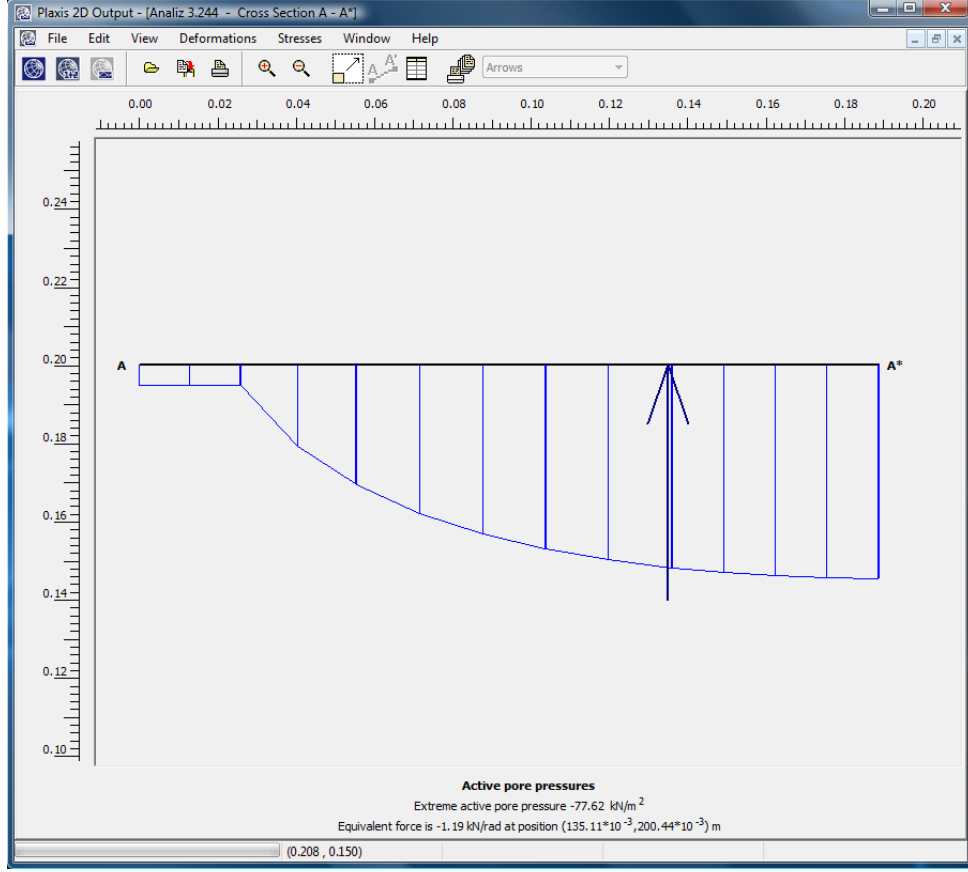 Plaxis 2D Output - [Analiz 3.244 - Cross Section A - A*]
File Edit View Deformations Stresses Window Help
A A* Arrows
0.00 0.02 0.04 0.06 0.08 0.10 0.12 0.14 0.16 0.18 0.20
0.24
0.22
0.20
A A*
0.18
0.16
0.14
0.12
0.10
Active pore pressures
Extreme active pore pressure -77.62 kN/m²
Equivalent force is -1.19 kN/rad at position (135.11*10⁻³,200.44*10⁻³) m
(0.208 , 0.150)